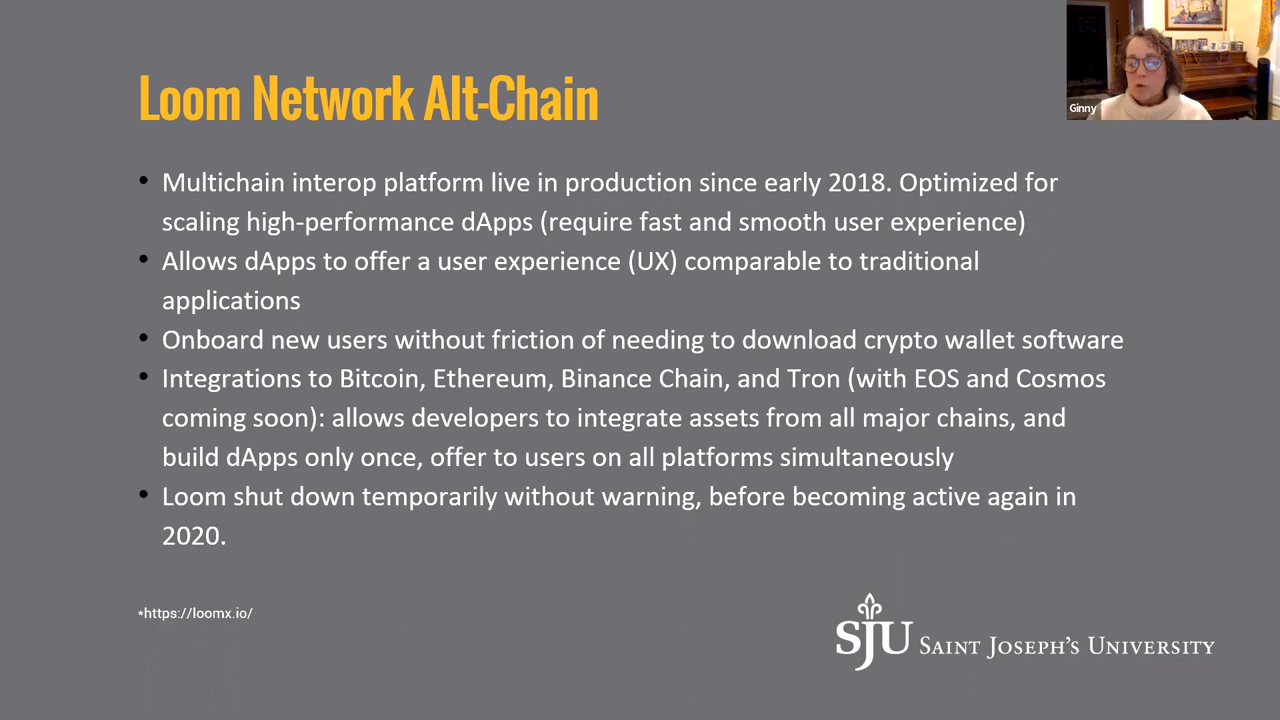 Loom Network Alt-Chain
Ginny
• Multichain interop platform live in production since early 2018. Optimized for
scaling high-performance dApps (require fast and smooth user experience)
• Allows dApps to offer a user experience (UX) comparable to traditional
applications
• Onboard new users without friction of needing to download crypto wallet software
• Integrations to Bitcoin, Ethereum, Binance Chain, and Tron (with EOS and Cosmos
coming soon): allows developers to integrate assets from all major chains, and
build dApps only once, offer to users on all platforms simultaneously
• Loom shut down temporarily without warning, before becoming active again in
2020.
*https://loomx.io/
SJU SAINT JOSEPH'S UNIVERSITY